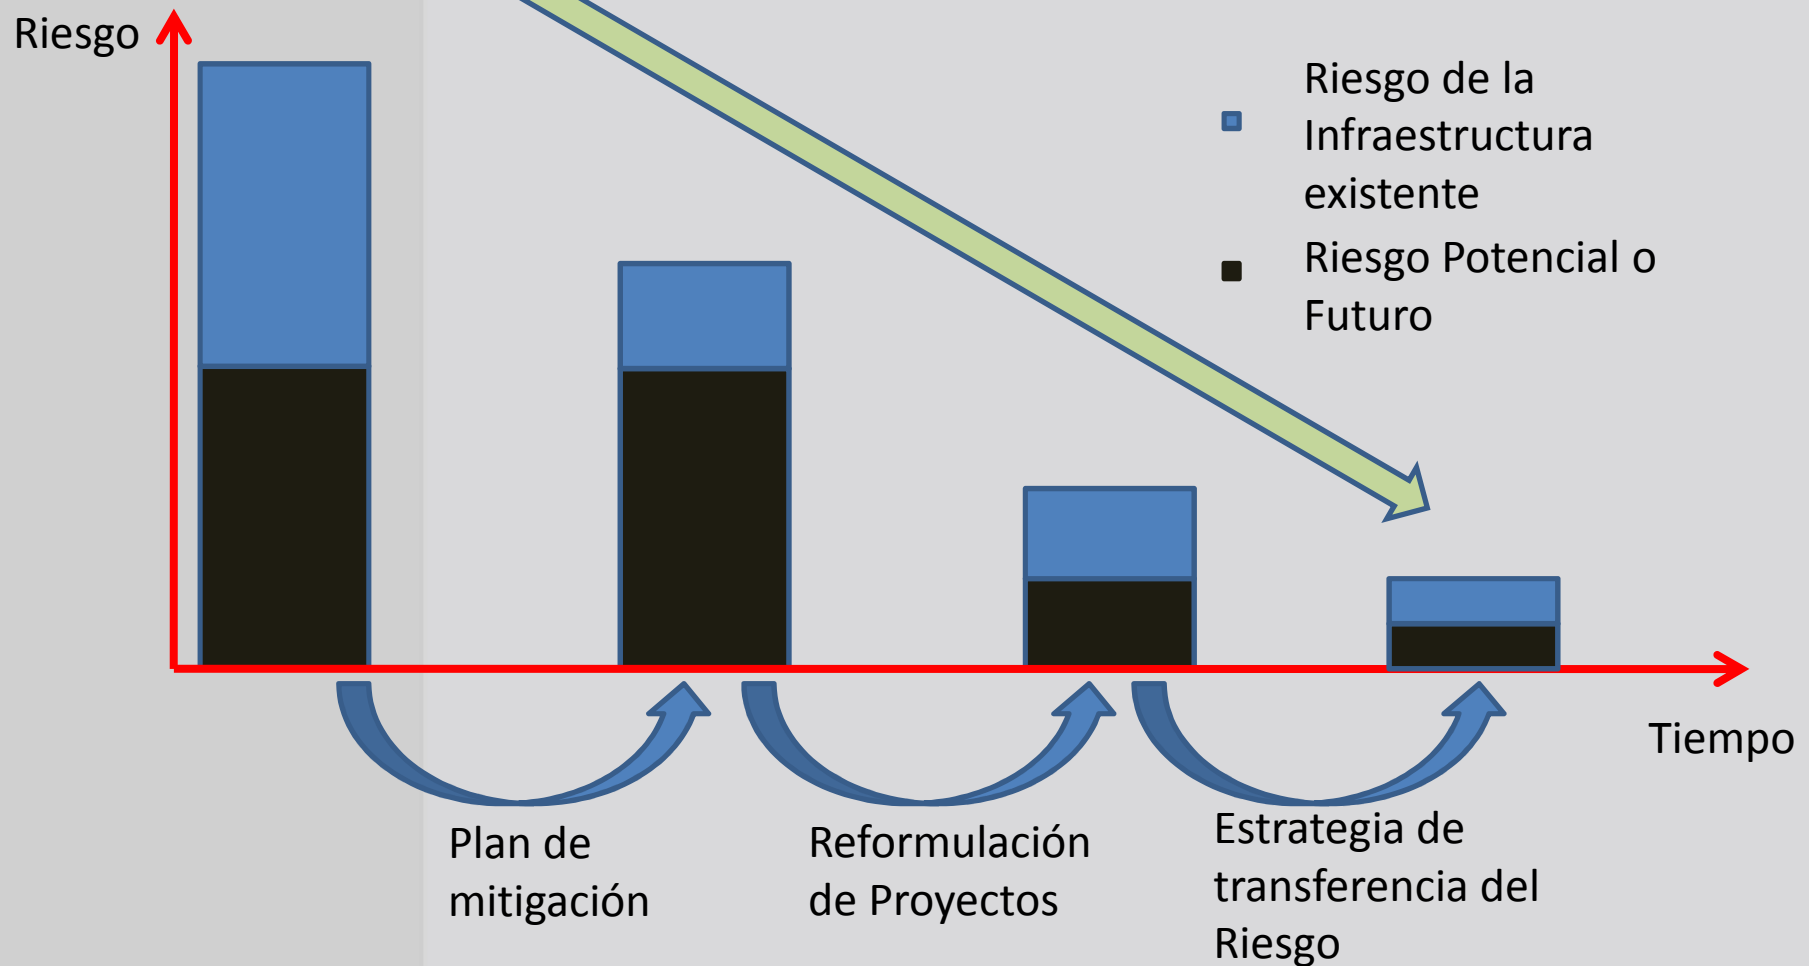 Riesgo
Riesgo de la
Infraestructura
existente
Riesgo Potencial o
Futuro
Tiempo
Plan de
mitigación
Reformulación
de Proyectos
Estrategia de
transferencia del
Riesgo